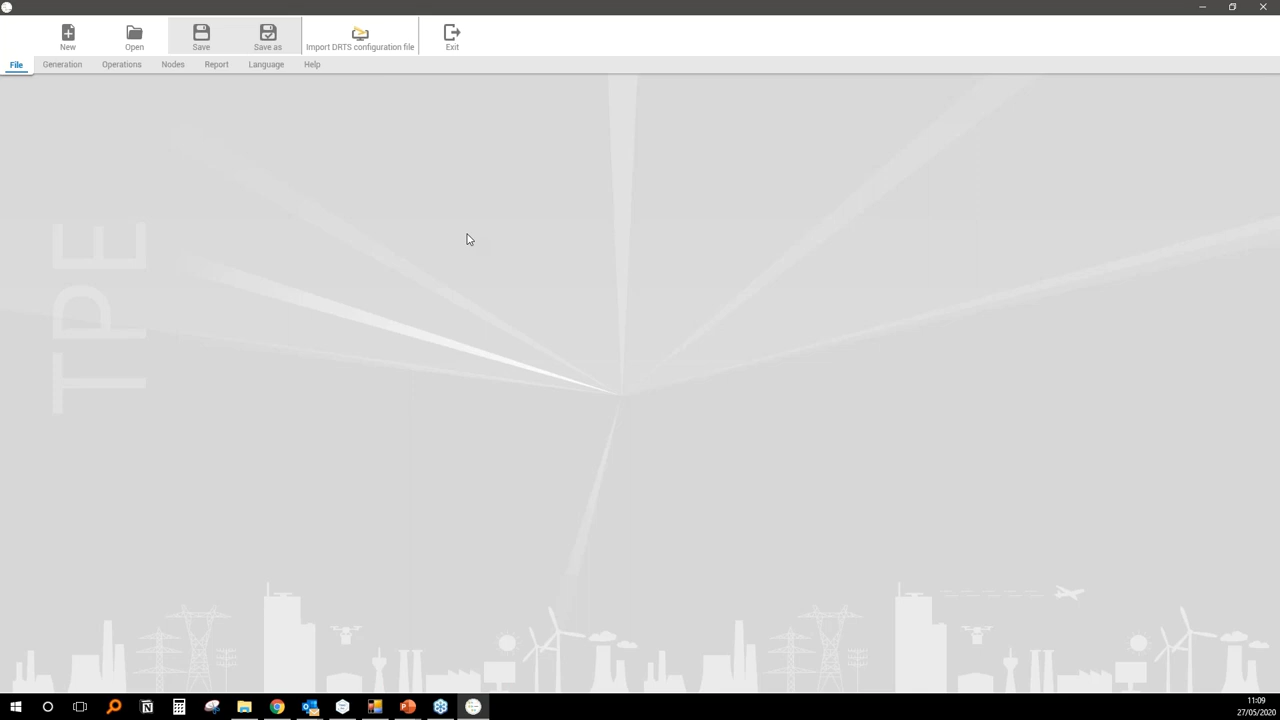 New
Open
Save
Save as
Import DRTS configuration file
Exit
File
Generation
Operations
Nodes
Report
Language
Help
TPE
11:09
27/05/2020